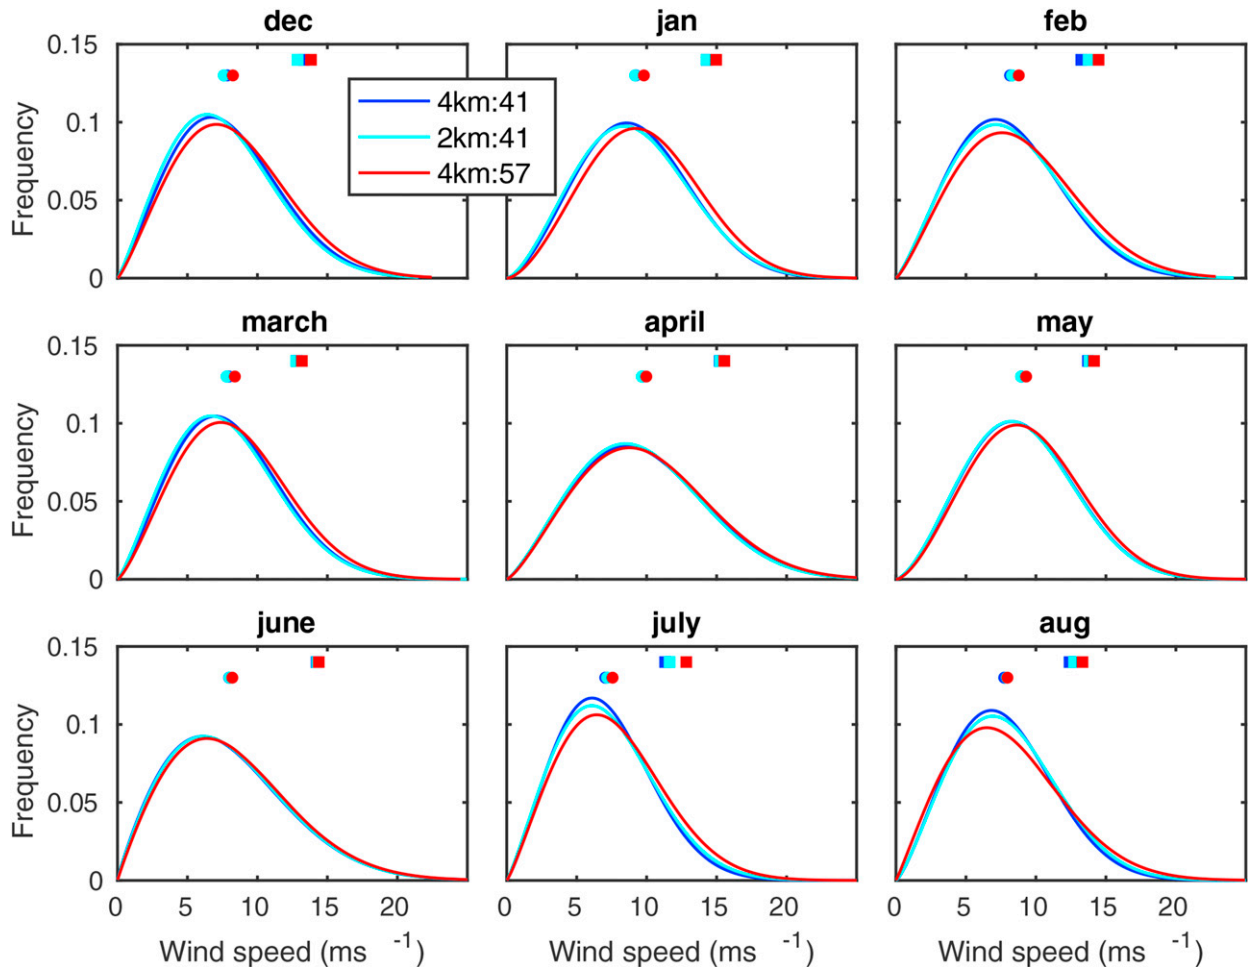 dec jan feb
0.15
0.1
0.05
0
Frequency
4km:41
2km:41
4km:57
march april may
0.15
0.1
0.05
0
Frequency
june july aug
0.15
0.1
0.05
0
Frequency
0 5 10 15 20 0 5 10 15 20 0 5 10 15 20
Wind speed (ms -1) Wind speed (ms -1) Wind speed (ms -1)